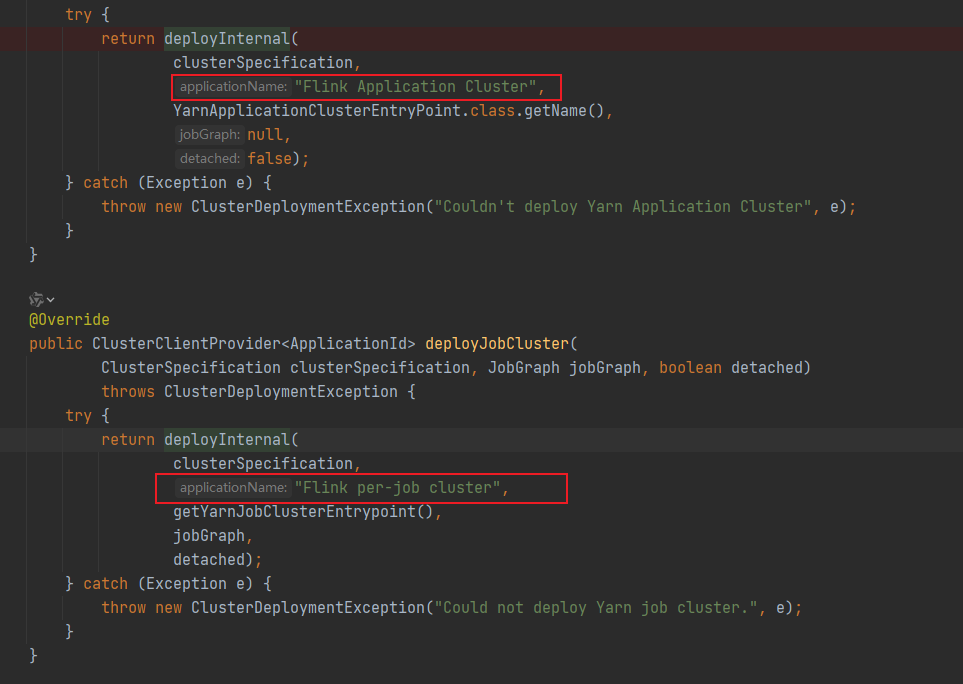 try {
return deployInternal(
clusterSpecification,
applicationName: "Flink Application Cluster",
YarnApplicationClusterEntryPoint.class.getName(),
jobGraph: null,
detached: false);
} catch (Exception e) {
throw new ClusterDeploymentException("Couldn't deploy Yarn Application Cluster", e);
}
}
@Override
public ClusterClientProvider<ApplicationId> deployJobCluster(
ClusterSpecification clusterSpecification, JobGraph jobGraph, boolean detached)
throws ClusterDeploymentException {
try {
return deployInternal(
clusterSpecification,
applicationName: "Flink per-job cluster",
getYarnJobClusterEntrypoint(),
jobGraph,
detached);
} catch (Exception e) {
throw new ClusterDeploymentException("Could not deploy Yarn job cluster.", e);
}
}